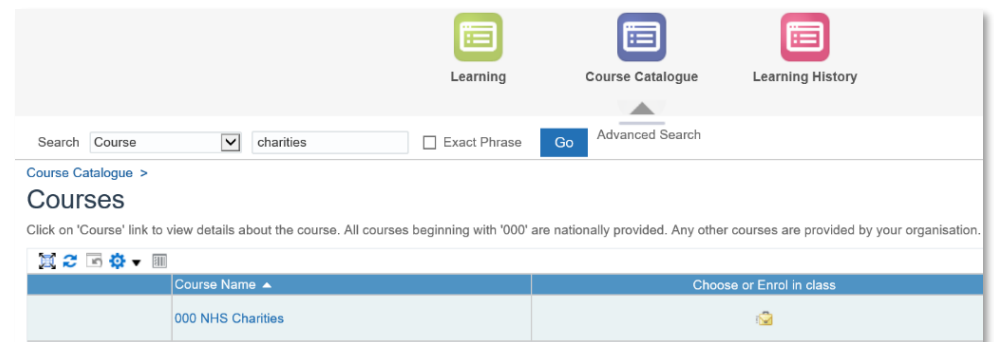 Learning Course Catalogue Learning History
Search Course charities Exact Phrase Go Advanced Search
Course Catalogue >
Courses
Click on 'Course' link to view details about the course. All courses beginning with '000' are nationally provided. Any other courses are provided by your organisation.
Course Name Choose or Enrol in class
000 NHS Charities